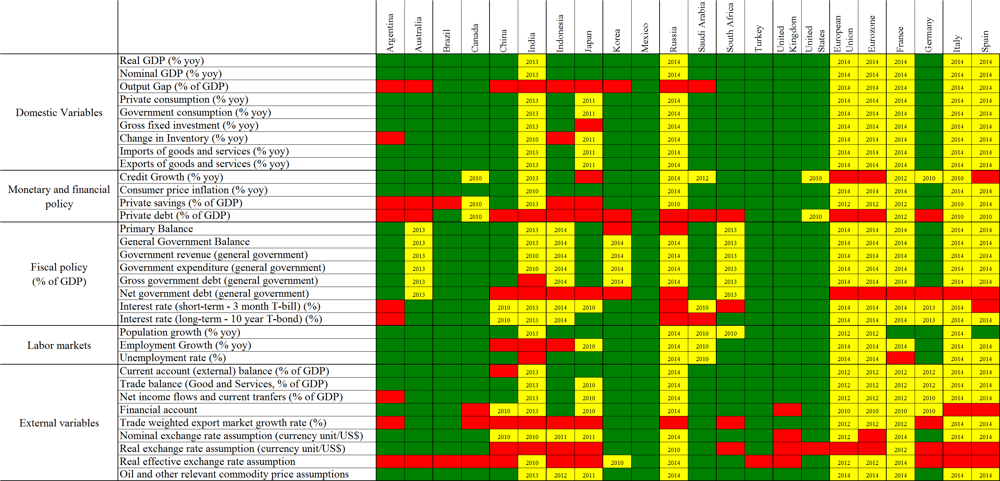 Argentina Australia Brazil Canada China India Indonesia Japan Korea Mexico Russia Saudi Arabia South Africa Turkey United Kingdom United States European Union Eurozone France Germany Italy Spain
Domestic Variables
Real GDP (% yoy) 2013 2014 2014 2014 2014 2014 2014
Nominal GDP (% yoy) 2013 2014 2014 2014 2014 2014 2014
Output Gap (% of GDP) 2014 2014 2014 2014 2014
Private consumption (% yoy) 2013 2011 2014 2014 2014 2014 2014 2014
Government consumption (% yoy) 2013 2011 2014 2014 2014 2014 2014 2014
Gross fixed investment (% yoy) 2013 2014 2014 2014 2014 2014 2014
Change in Inventory (% yoy) 2010 2011 2014 2014 2014 2014 2014 2014
Imports of goods and services (% yoy) 2013 2011 2014 2014 2014 2014 2014 2014
Exports of goods and services (% yoy) 2013 2011 2014 2014 2014 2014 2014 2014
Monetary and financial
policy
Credit Growth (% yoy) 2010 2013 2014 2012 2010 2012 2010 2010
Consumer price inflation (% yoy) 2010 2014 2014 2014 2014 2014 2014
Private savings (% of GDP) 2010 2013 2010 2012 2012 2012 2010 2014
Private debt (% of GDP) 2010 2010 2012 2010 2010
Fiscal policy
(% of GDP)
Primary Balance 2013 2013 2014 2013 2014 2014 2014 2014 2014
General Government Balance 2013 2013 2014 2014 2014 2013 2014 2014 2014 2014 2014
Government revenue (general government) 2013 2010 2014 2014 2014 2013 2014 2014 2014 2014 2014
Government expenditure (general government) 2013 2010 2014 2014 2014 2013 2014 2014 2014 2014 2014
Gross government debt (general government) 2013 2014 2014 2014 2013 2014 2014 2014 2014 2014
Net government debt (general government) 2013 2013
Interest rate (short-term - 3 month T-bill) (%) 2010 2013 2014 2010 2010 2014 2014 2014 2013 2014
Interest rate (long-term - 10 year T-bond) (%) 2010 2013 2014 2014 2014 2014 2013 2014 2014
Labor markets
Population growth (% yoy) 2013 2014 2010 2010 2012 2012 2014
Employment Growth (% yoy) 2010 2014 2010 2014 2014 2014 2014 2014
Unemployment rate (%) 2014 2010 2014 2014 2014 2014
External variables
Current account (external) balance (% of GDP) 2013 2014 2012 2012 2012 2012 2014 2014
Trade balance (Good and Services, % of GDP) 2013 2010 2014 2012 2012 2012 2012 2014 2014
Net income flows and current tranfers (% of GDP) 2013 2010 2014 2012 2012 2012 2010 2014 2014
Financial account 2010 2013 2010 2014 2010 2010 2010 2010
Trade weighted export market growth rate (%) 2012 2012 2012 2014 2014
Nominal exchange rate assumption (currency unit/US$) 2010 2010 2011 2011 2014 2012 2014 2014 2014
Real exchange rate assumption (currency unit/US$) 2010 2012
Real effective exchange rate assumption 2010 2010 2014 2012 2012 2014
Oil and other relevant commodity price assumptions 2013 2012 2011 2014 2014 2014 2014 2014 2014